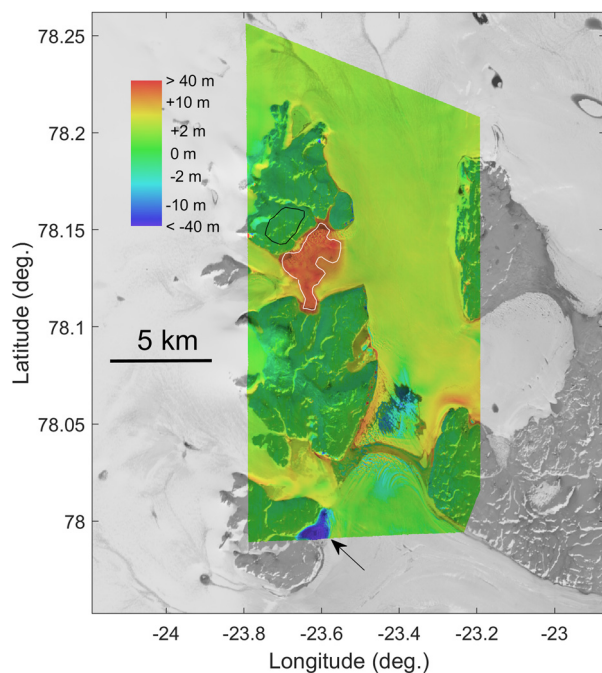 78.25
78.2
78.15
78.1
78.05
78
Latitude (deg.)
> 40 m
+10 m
+2 m
0 m
-2 m
-10 m
< -40 m
5 km
-24
-23.8
-23.6
-23.4
-23.2
-23
Longitude (deg.)